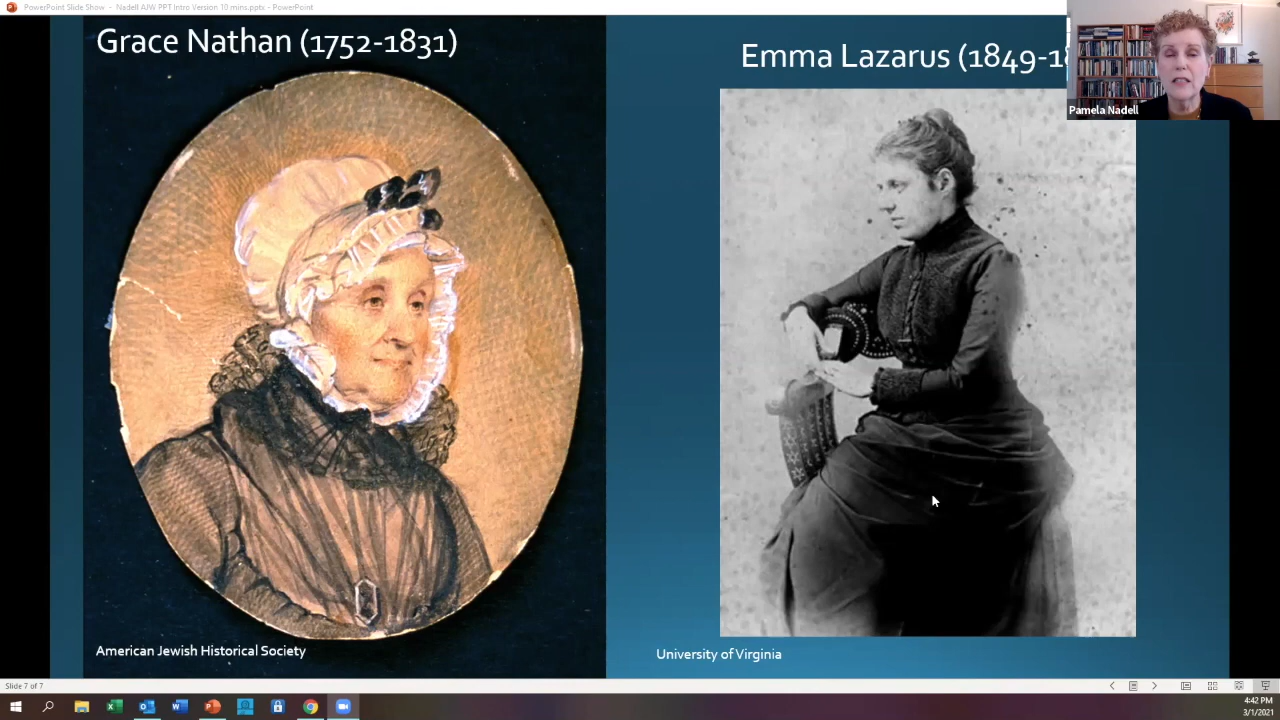 PowerPoint Slide Show - Nadell AJW PPT Intro Version 10 mins.pptx - PowerPoint
Grace Nathan (1752-1831)
Emma Lazarus (1849-18
Pamela Nadell
American Jewish Historical Society
University of Virginia
Slide 7 of 7
4:42 PM
3/1/2021